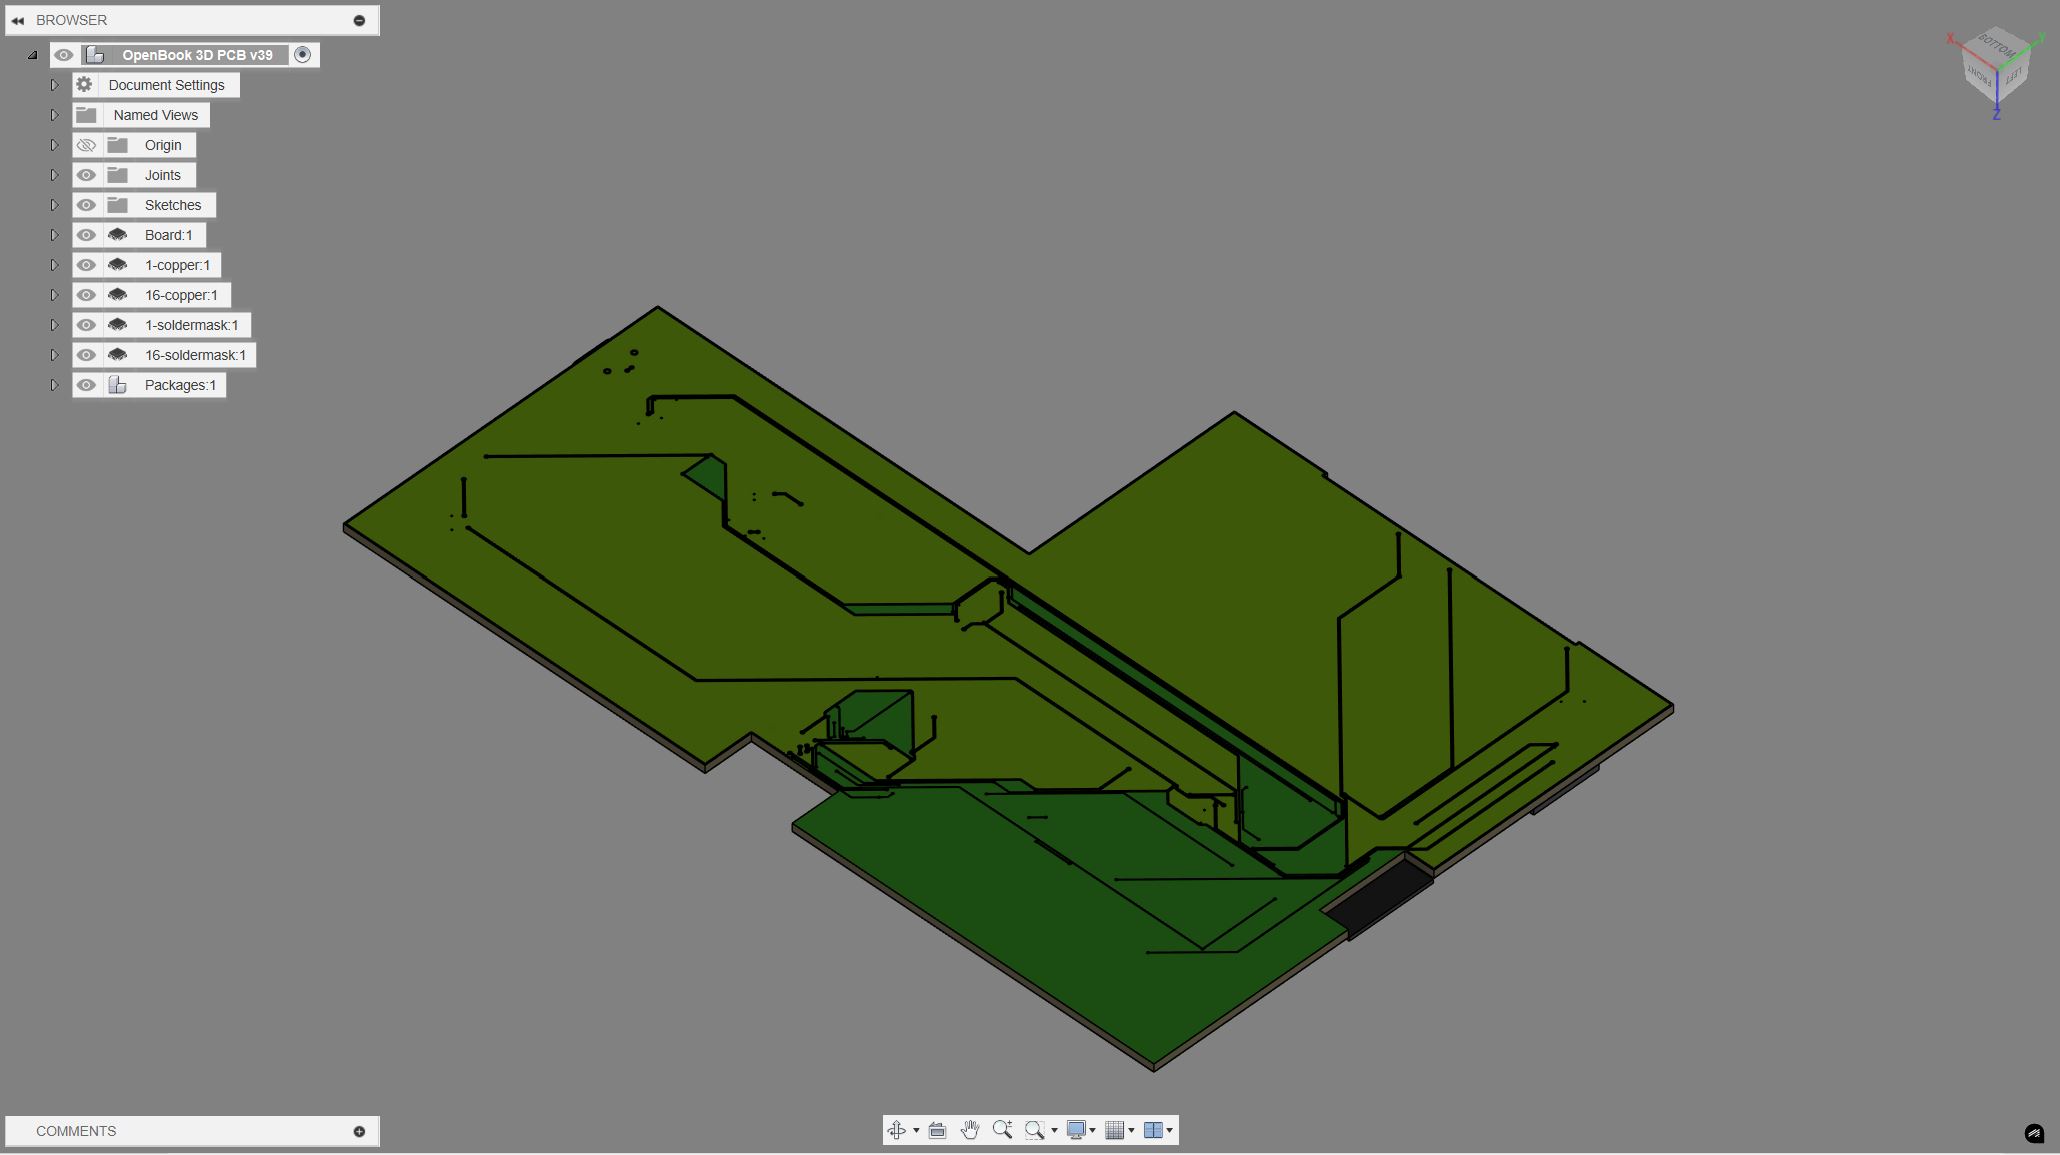 BROWSER
OpenBook 3D PCB v39
Document Settings
Named Views
Origin
Joints
Sketches
Board:1
1-copper:1
16-copper:1
1-soldermask:1
16-soldermask:1
Packages:1
X
Y
BOTTOM
FRONT
LEFT
Z
COMMENTS